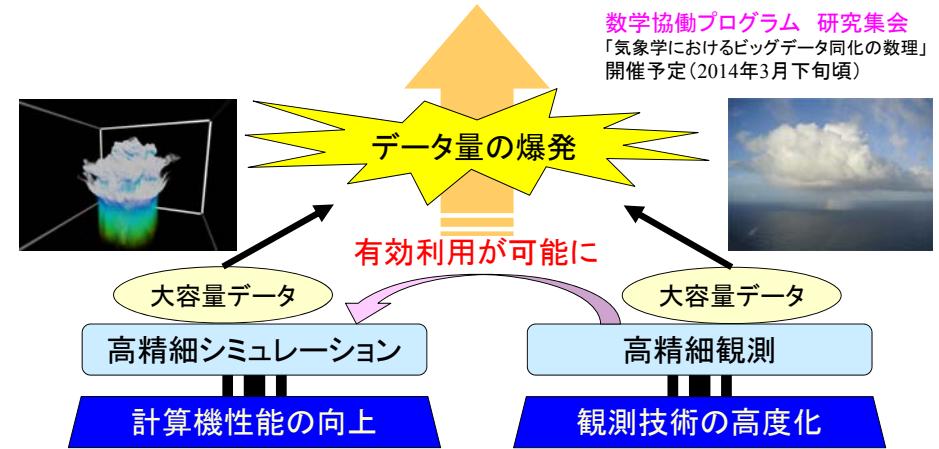 数学協働プログラム　研究集会
「気象学におけるビッグデータ同化の数理」
開催予定（2014年3月下旬頃）
データ量の爆発
有効利用が可能に
大容量データ
大容量データ
高精細シミュレーション
高精細観測
計算機性能の向上
観測技術の高度化